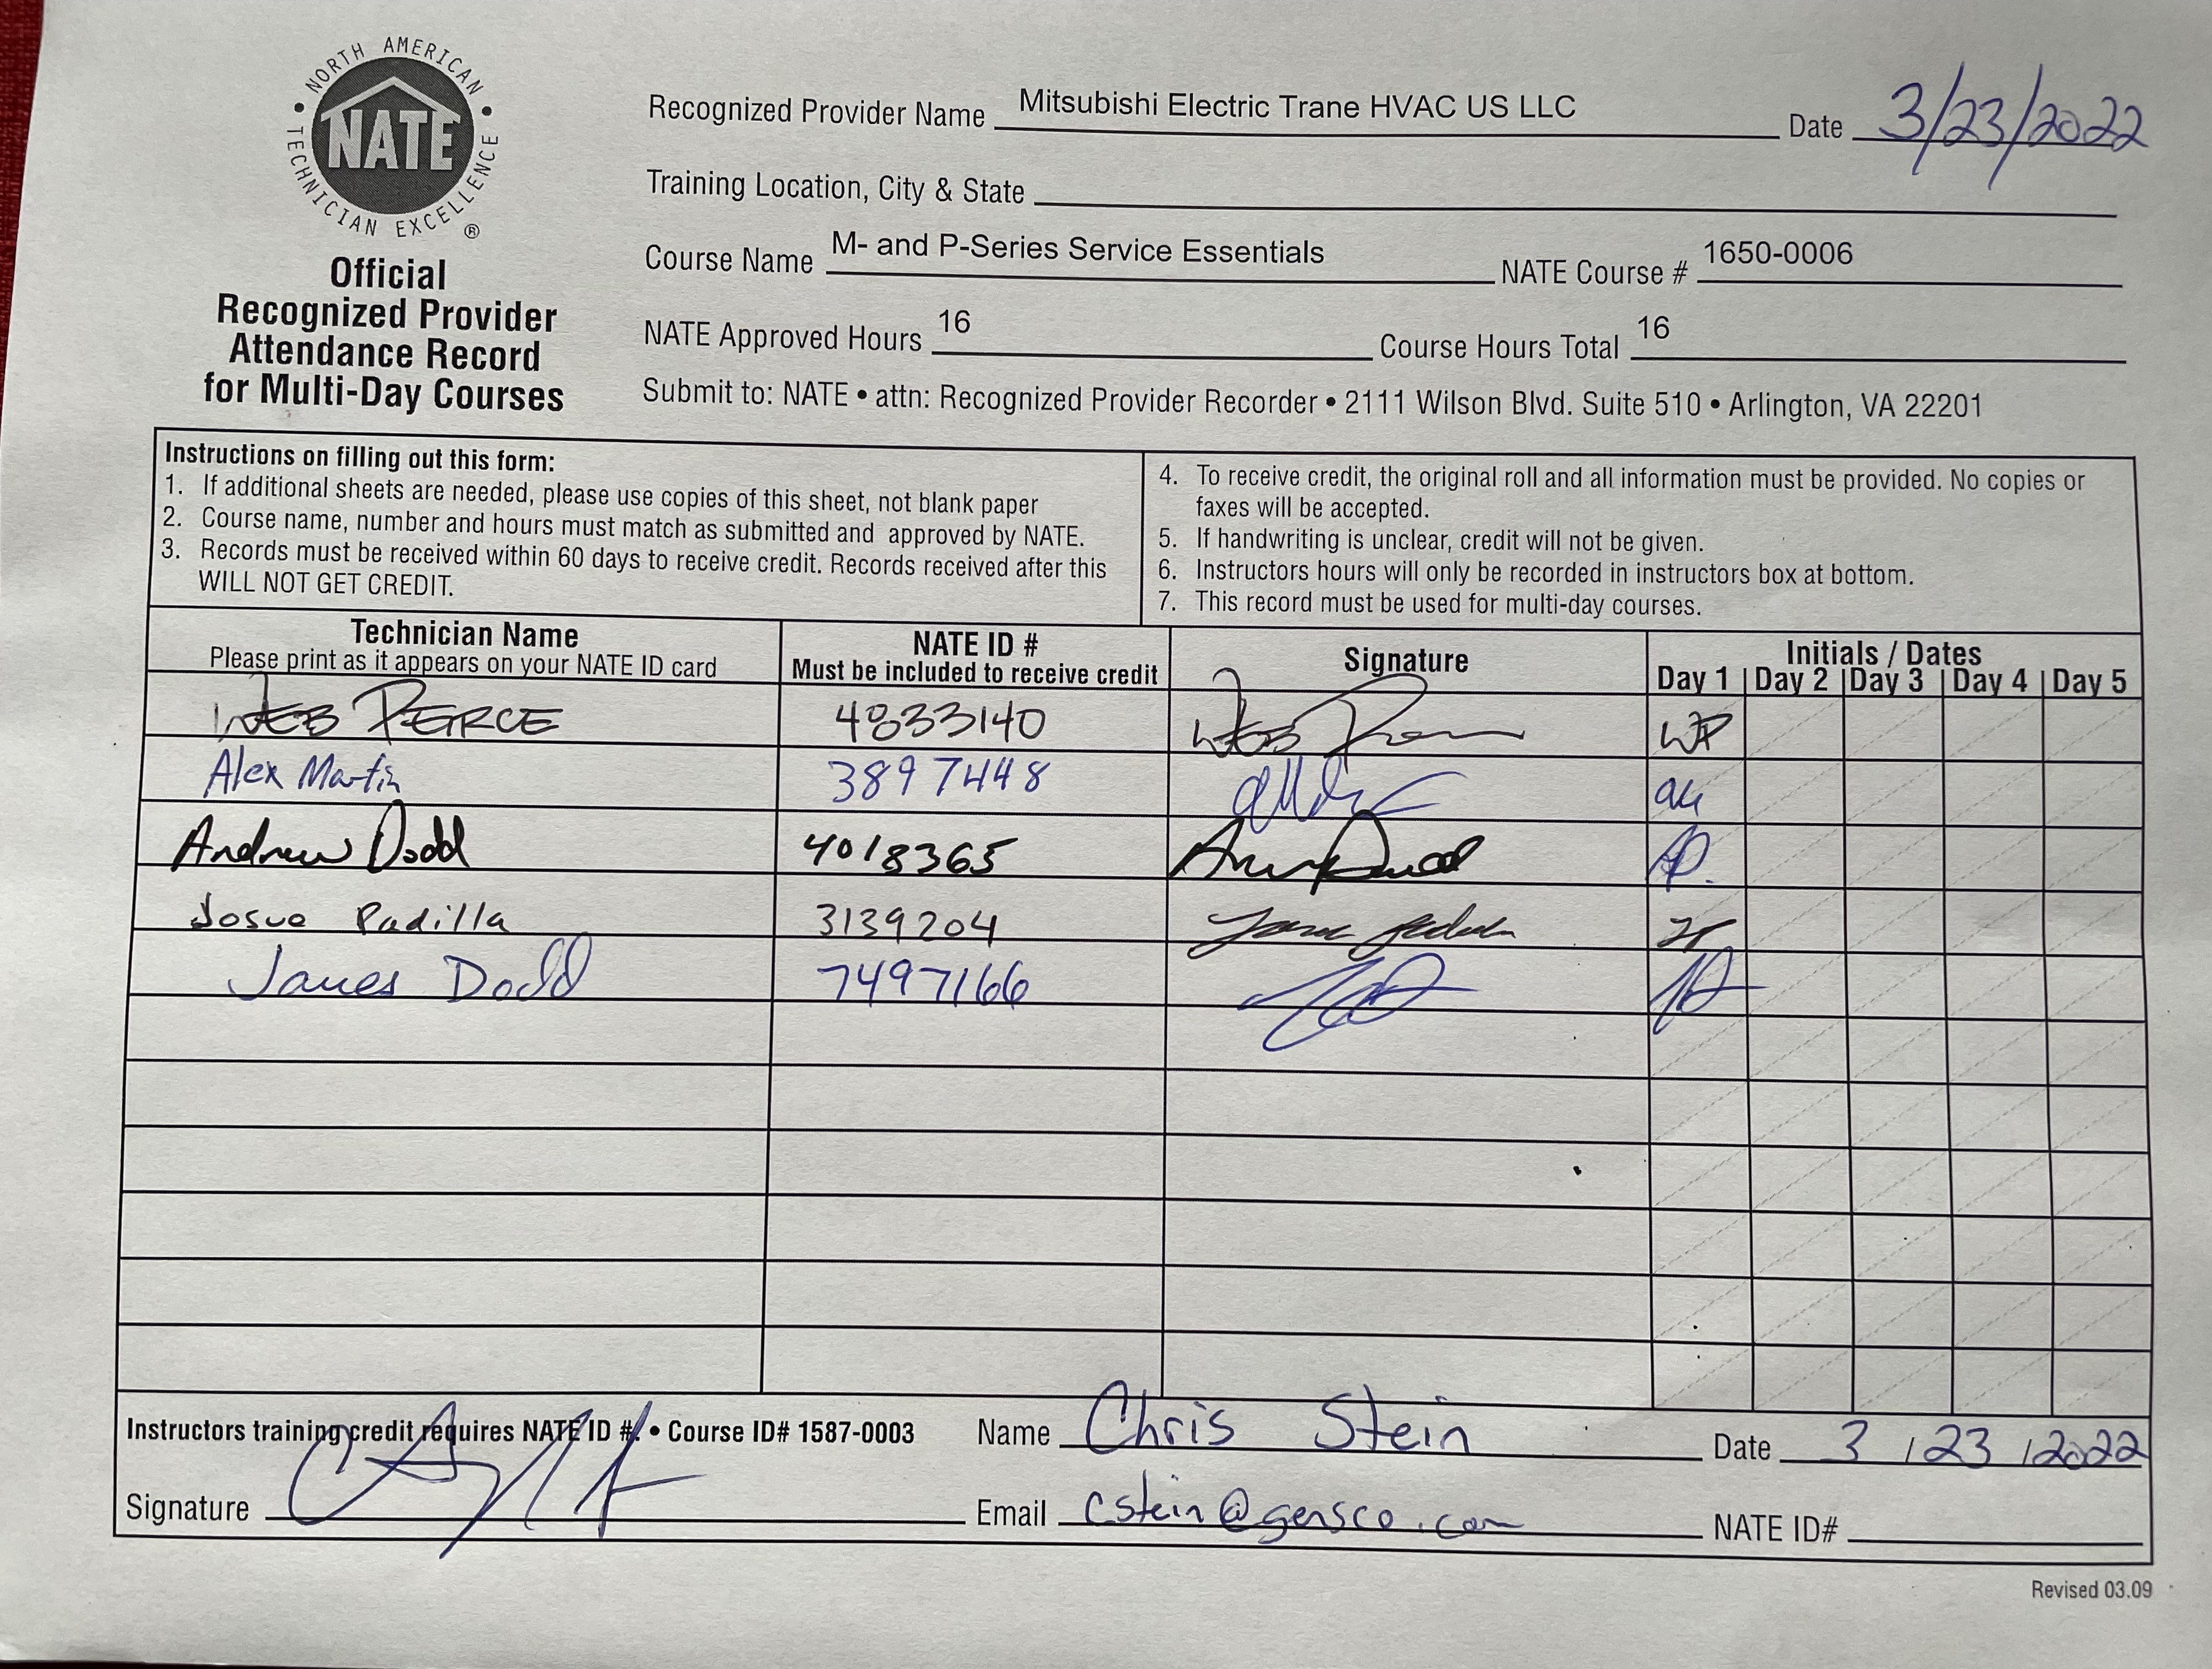 NORTH AMERICAN
TECHNICIAN EXCELLENCE
NATE
®
Official
Recognized Provider
Attendance Record
for Multi-Day Courses
Recognized Provider Name Mitsubishi Electric Trane HVAC US LLC Date 3/23/2022
Training Location, City & State
Course Name M- and P-Series Service Essentials NATE Course # 1650-0006
NATE Approved Hours 16 Course Hours Total 16
Submit to: NATE • attn: Recognized Provider Recorder • 2111 Wilson Blvd. Suite 510 • Arlington, VA 22201
Instructions on filling out this form:
1. If additional sheets are needed, please use copies of this sheet, not blank paper
2. Course name, number and hours must match as submitted and approved by NATE.
3. Records must be received within 60 days to receive credit. Records received after this
WILL NOT GET CREDIT.
4. To receive credit, the original roll and all information must be provided. No copies or
faxes will be accepted.
5. If handwriting is unclear, credit will not be given.
6. Instructors hours will only be recorded in instructors box at bottom.
7. This record must be used for multi-day courses.
Technician Name NATE ID # Signature Initials / Dates
Please print as it appears on your NATE ID card Must be included to receive credit Day 1 Day 2 Day 3 Day 4 Day 5
WEB PEIRCE 4833140 WP
Alex Martin 3897448
Andrew Dodd 4018365 AD.
Josue Padilla 3139204
James Dodd 7497166 JD
Instructors training credit requires NATE ID #. • Course ID# 1587-0003 Name Chris Stein Date 3/23/2022
Signature Email cstein@gensco.com NATE ID#
Revised 03.09